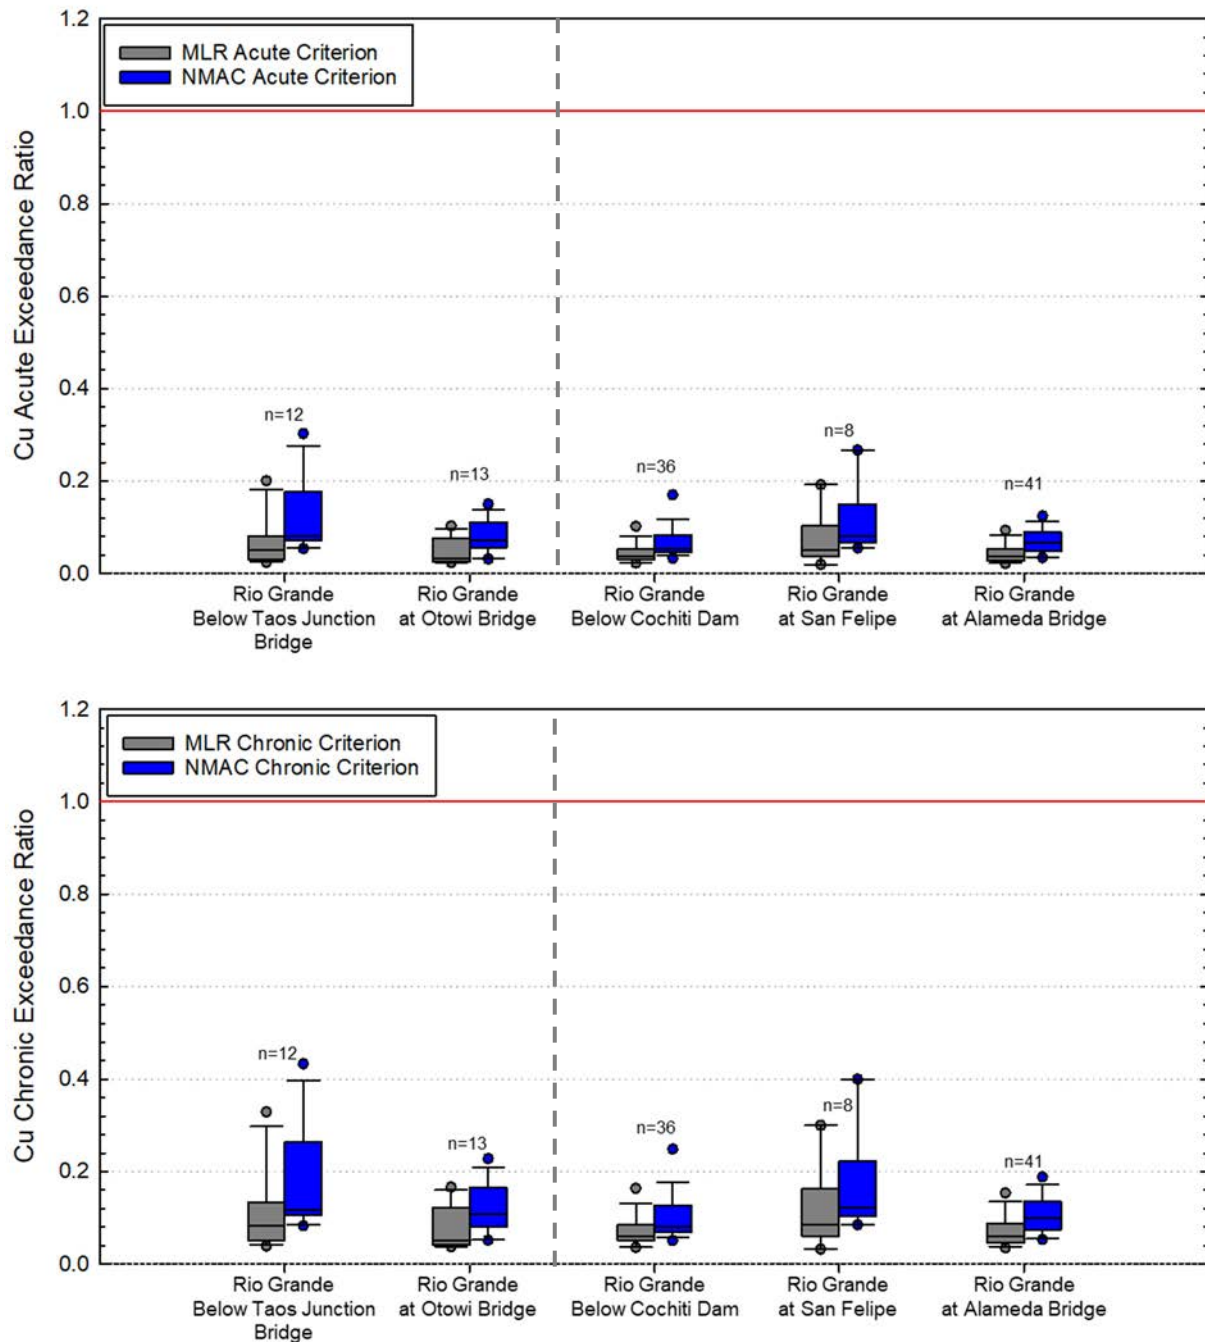 Cu Acute Exceedance Ratio
1.2
1.0
0.8
0.6
0.4
0.2
0.0
MLR Acute Criterion
NMAC Acute Criterion
n=12
n=13
n=36
n=8
n=41
Rio Grande
Below Taos Junction
Bridge
Rio Grande
at Otowi Bridge
Rio Grande
Below Cochiti Dam
Rio Grande
at San Felipe
Rio Grande
at Alameda Bridge
Cu Chronic Exceedance Ratio
1.2
1.0
0.8
0.6
0.4
0.2
0.0
MLR Chronic Criterion
NMAC Chronic Criterion
n=12
n=13
n=36
n=8
n=41
Rio Grande
Below Taos Junction
Bridge
Rio Grande
at Otowi Bridge
Rio Grande
Below Cochiti Dam
Rio Grande
at San Felipe
Rio Grande
at Alameda Bridge